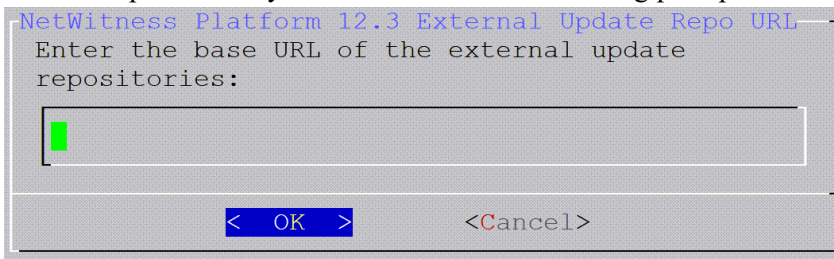 NetWitness Platform 12.3 External Update Repo URL
Enter the base URL of the external update
repositories:
< OK > <Cancel>